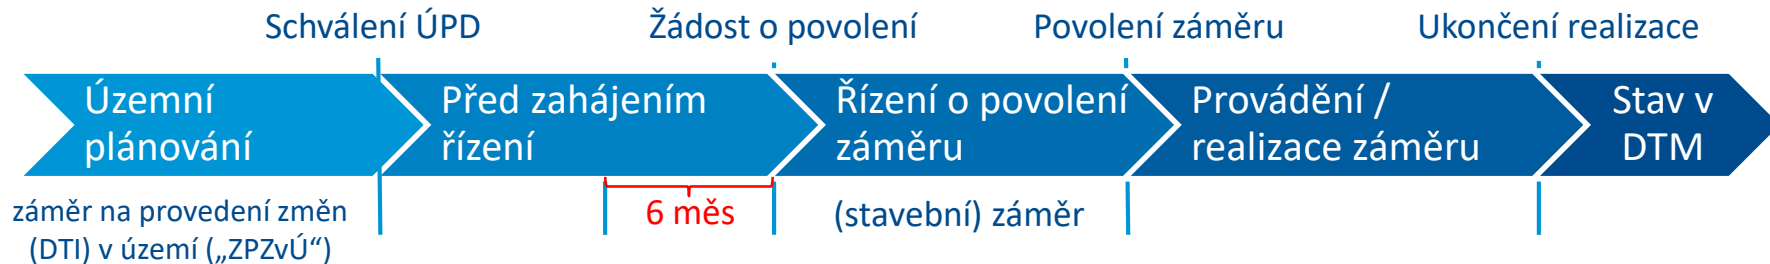 Schválení ÚPD
Žádost o povolení
Povolení záměru
Ukončení realizace
Územní
plánování
Před zahájením
řízení
Řízení o povolení
záměru
Provádění /
realizace záměru
Stav v
DTM
záměr na provedení změn
(DTI) v území („ZPZvÚ“)
6 měs
(stavební) záměr